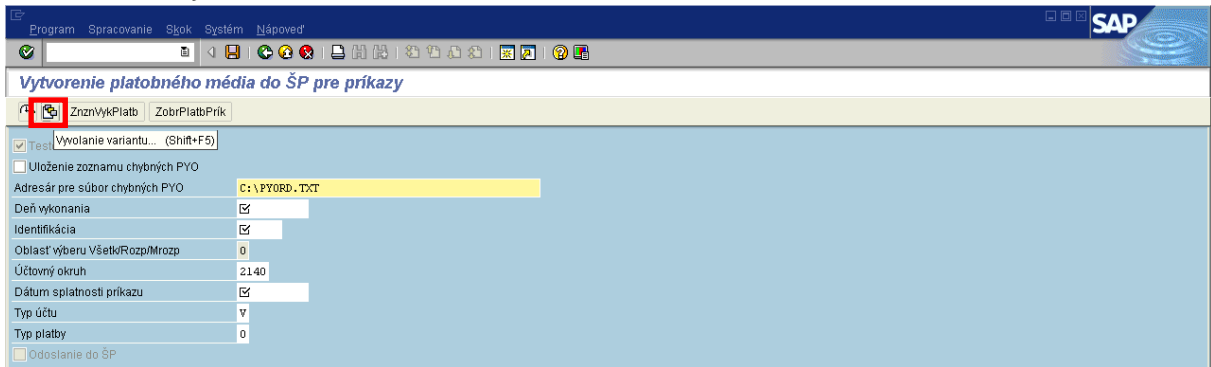 Program Spracovanie Skok Systém Nápoveď
SAP
Vytvorenie platobného média do ŠP pre príkazy
ZnznVykPlatb ZobrPlatbPrík
Test
Vyvolanie variantu... (Shift+F5)
Uloženie zoznamu chybných PYO
Adresár pre súbor chybných PYO C:\PYORD.TXT
Deň vykonania
Identifikácia
Oblasť výberu Všetk/Rozp/Mrozp 0
Účtovný okruh 2140
Dátum splatnosti príkazu
Typ účtu V
Typ platby 0
Odoslanie do ŠP